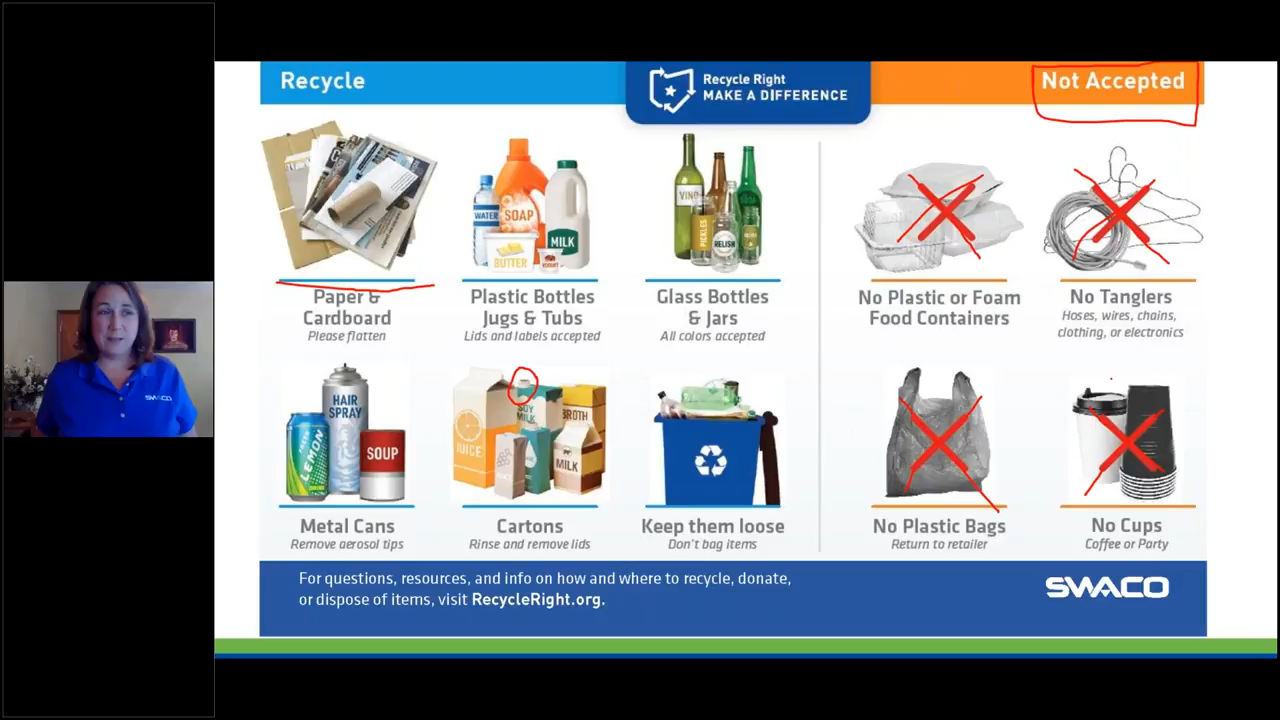 Recycle
Recycle Right
MAKE A DIFFERENCE
Not Accepted
WATER
SOAP
MILK
BUTTER
VINO
PICKLES
RELISH
Paper &
Cardboard
Please flatten
Plastic Bottles
Jugs & Tubs
Lids and labels accepted
Glass Bottles
& Jars
All colors accepted
No Plastic or Foam
Food Containers
No Tanglers
Hoses, wires, chains,
clothing, or electronics
SWACO
LEMON
HAIR
SPRAY
SOUP
JUICE
SOY
MILK
BROTH
MILK
Metal Cans
Remove aerosol tips
Cartons
Rinse and remove lids
Keep them loose
Don't bag items
No Plastic Bags
Return to retailer
No Cups
Coffee or Party
For questions, resources, and info on how and where to recycle, donate,
or dispose of items, visit RecycleRight.org.
SWACO